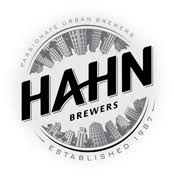 PASSIONATE URBAN BREWERS
HAHN
BREWERS
ESTABLISHED 1987